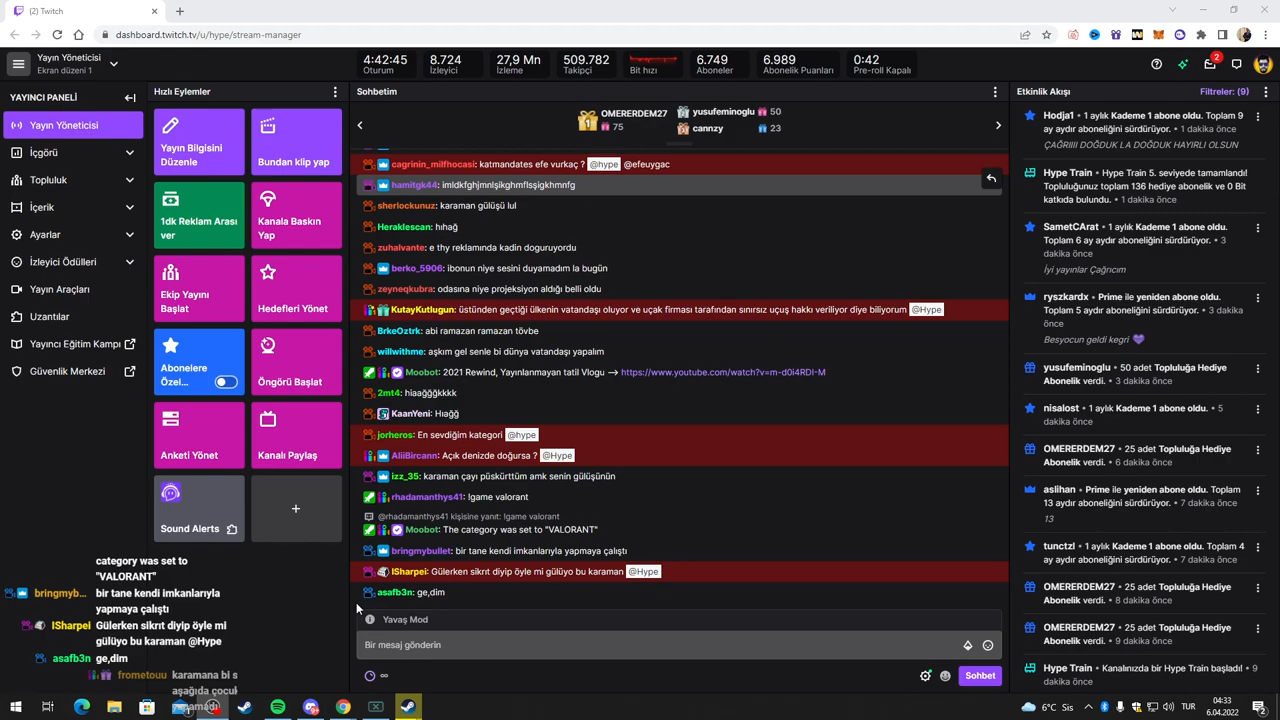 (2) Twitch
dashboard.twitch.tv/u/hype/stream-manager
Yayın Yöneticisi
Ekran düzeni 1
4:42:45
Oturum
8.724
İzleyici
27,9 Mn
İzleme
509.782
Takipçi
Bit hızı
6.749
Aboneler
6.989
Abonelik Puanları
0:42
Pre-roll Kapalı
2
YAYINCI PANELİ
Yayın Yöneticisi
İçgörü
Topluluk
İçerik
Ayarlar
İzleyici Ödülleri
Yayın Araçları
Uzantılar
Yayıncı Eğitim Kampı
Güvenlik Merkezi
Hızlı Eylemler
Yayın Bilgisini Düzenle
Bundan klip yap
1dk Reklam Arası ver
Kanala Baskın Yap
Ekip Yayını Başlat
Hedefleri Yönet
Abonelere Özel...
Öngörü Başlat
Anketi Yönet
Kanalı Paylaş
Sound Alerts
category was set to
"VALORANT"
bringmyb... bir tane kendi imkanlarıyla
yapmaya çalıştı
ISharpei Gülerken sikrıt diyip öyle mi
gülüyo bu karaman @Hype
asafb3n ge,dim
frometouu karamana bi s
aşağıda çocuk
yapamadı
Sohbetim
1 OMERERDEM27
75
yusufeminoglu 50
cannzy 23
cagrinin_milfhocasi: katmandates efe vurkaç ? @hype @efeuygac
hamitgk44: imldkfghjmnlşikghmflsşigkhmnfg
sherlockunuz: karaman gülüşü lul
Heraklescan: hıhağ
zuhalvante: e thy reklamında kadin doguruyordu
berko_5906: ibonun niye sesini duyamadım la bugün
zeyneqkubra: odasına niye projeksiyon aldığı belli oldu
KutayKutlugun: üstünden geçtiği ülkenin vatandaşı oluyor ve uçak firması tarafından sınırsız uçuş hakkı veriliyor diye biliyorum @Hype
BrkeOztrk: abi ramazan ramazan tövbe
willwithme: aşkım gel senle bi dünya vatandaşı yapalım
Moobot: 2021 Rewind, Yayınlanmayan tatil Vlogu --> https://www.youtube.com/watch?v=m-d0i4RDI-M
2mt4: hiaağğğkkkk
KaanYeni: Hıağğ
jorheros: En sevdiğim kategori @hype
AliiBircann: Açık denizde doğursa ? @Hype
izz_35: karaman çayı püskürttüm amk senin gülüşünün
rhadamanthys41: !game valorant
@rhadamanthys41 kişisine yanıt: !game valorant
Moobot: The category was set to "VALORANT"
bringmybullet: bir tane kendi imkanlarıyla yapmaya çalıştı
ISharpei: Gülerken sikrıt diyip öyle mi gülüyo bu karaman @Hype
asafb3n: ge,dim
Yavaş Mod
Bir mesaj gönderin
Sohbet
Etkinlik Akışı
Filtreler: (9)
Hodja1 • 1 aylık Kademe 1 abone oldu. Toplam 9
ay aydır aboneliğini sürdürüyor. • 1 dakika önce
ÇAĞRIIII DOĞDUK LA DOĞDUK HAYIRLI OLSUN
Hype Train • Hype Train 5. seviyede tamamlandı!
Topluluğunuz toplam 136 hediye abonelik ve 0 Bit
katkıda bulundu. • 1 dakika önce
SametCArat • 1 aylık Kademe 1 abone oldu.
Toplam 6 ay aydır aboneliğini sürdürüyor. • 3
dakika önce
İyi yayınlar Çağrıcım
ryszkardx • Prime ile yeniden abone oldu.
Toplam 5 aydır aboneliğini sürdürüyor. • 3 dakika
önce
Besyocun geldi kegri 💜
yusufeminoglu • 50 adet Topluluğa Hediye
Abonelik verdi. • 3 dakika önce
nisalost • 1 aylık Kademe 1 abone oldu. • 5
dakika önce
OMERERDEM27 • 25 adet Topluluğa Hediye
Abonelik verdi. • 6 dakika önce
aslihan • Prime ile yeniden abone oldu. Toplam
13 aydır aboneliğini sürdürüyor. • 7 dakika önce
13
tunctzl • 1 aylık Kademe 1 abone oldu. Toplam 4
ay aydır aboneliğini sürdürüyor. • 7 dakika önce
OMERERDEM27 • 25 adet Topluluğa Hediye
Abonelik verdi. • 8 dakika önce
OMERERDEM27 • 25 adet Topluluğa Hediye
Abonelik verdi. • 9 dakika önce
Hype Train • Kanalınızda bir Hype Train başladı! • 9
dakika önce
6°C Sis
TUR
04:33
6.04.2022
2